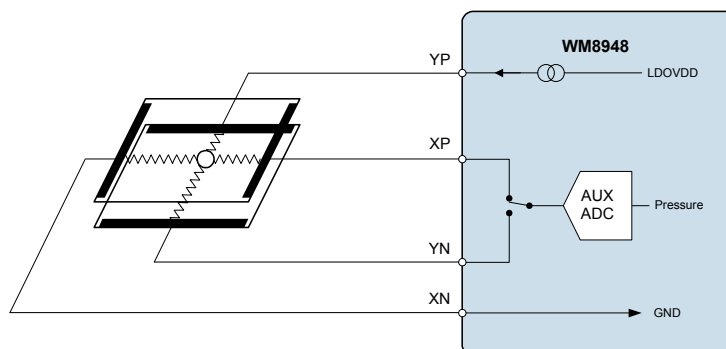 WM8948
YP
LDOVDD
XP
AUX
ADC
Pressure
YN
XN
GND